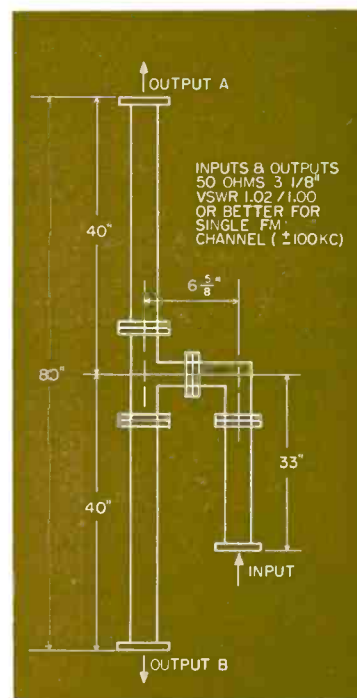 OUTPUT A
INPUTS & OUTPUTS
50 OHMS 3 1/8"
VSWR 1.02/1.00
OR BETTER FOR
SINGLE FM
CHANNEL (±100KC)
40"
6 5/8"
80"
33"
40"
INPUT
OUTPUT B